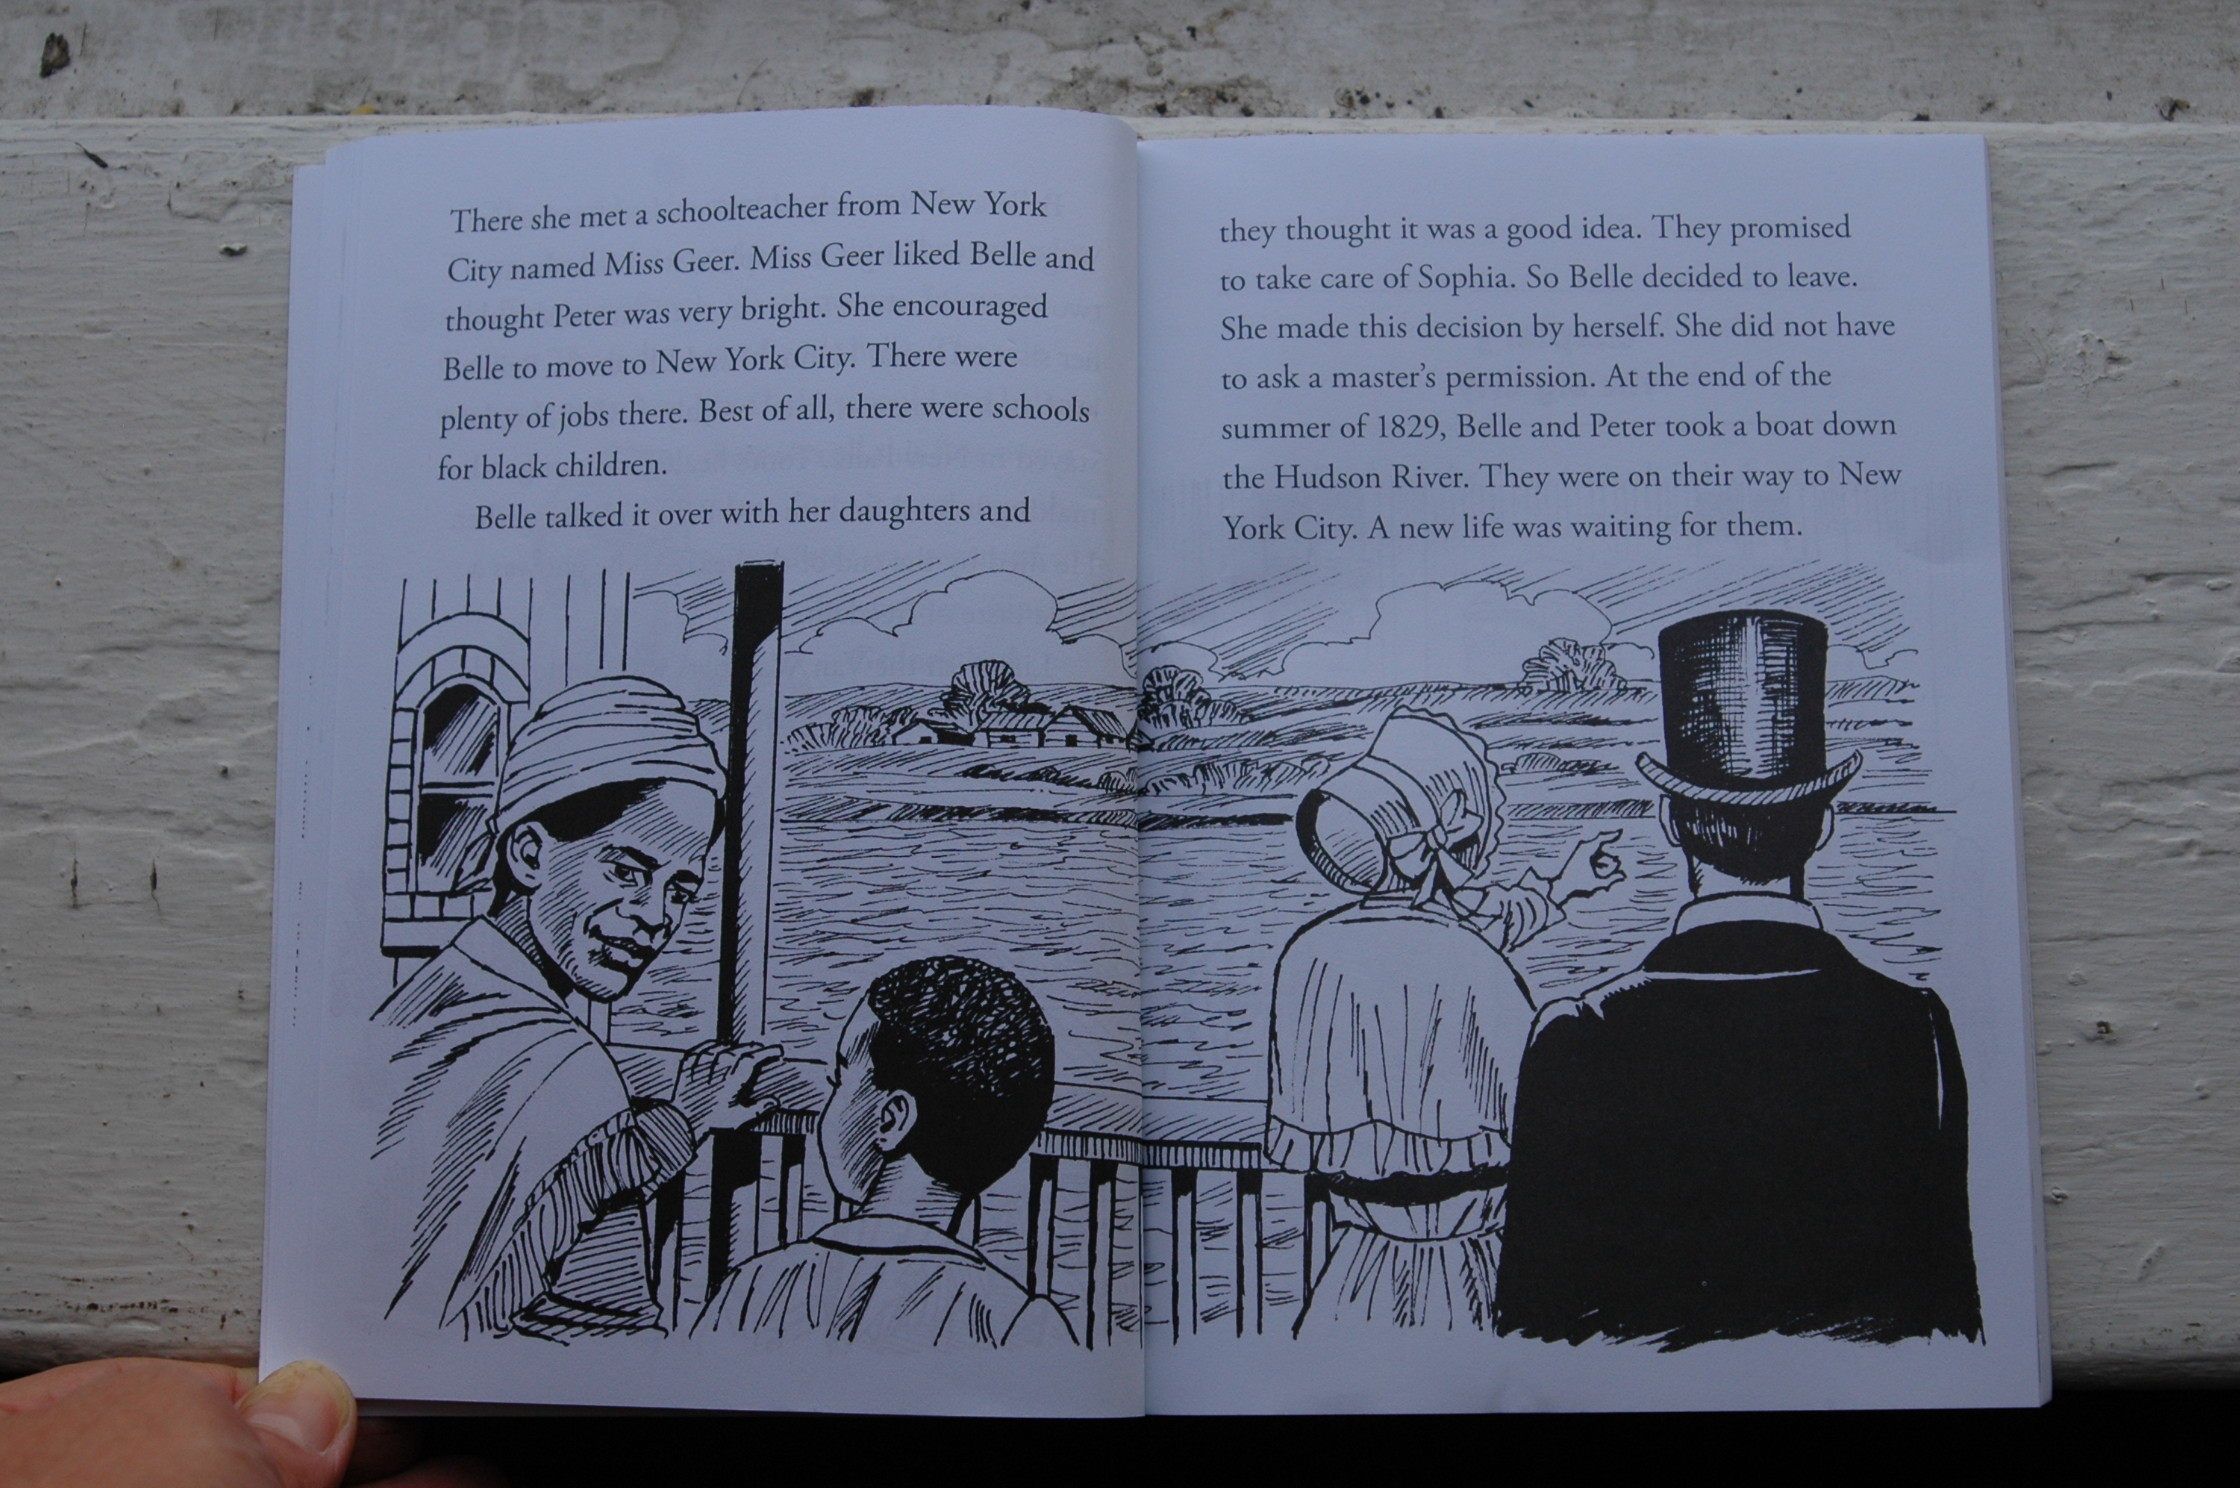 There she met a schoolteacher from New York
City named Miss Geer. Miss Geer liked Belle and
thought Peter was very bright. She encouraged
Belle to move to New York City. There were
plenty of jobs there. Best of all, there were schools
for black children.
Belle talked it over with her daughters and
they thought it was a good idea. They promised
to take care of Sophia. So Belle decided to leave.
She made this decision by herself. She did not have
to ask a master’s permission. At the end of the
summer of 1829, Belle and Peter took a boat down
the Hudson River. They were on their way to New
York City. A new life was waiting for them.